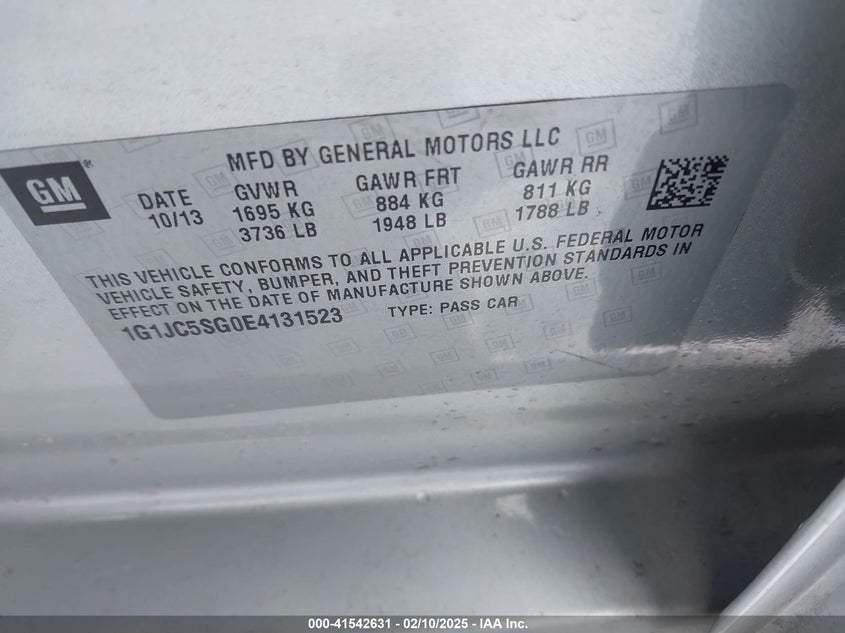 MFD BY GENERAL MOTORS LLC
GM®
DATE GVWR GAWR FRT GAWR RR
10/13 1695 KG 884 KG 811 KG
3736 LB 1948 LB 1788 LB
THIS VEHICLE CONFORMS TO ALL APPLICABLE U.S. FEDERAL MOTOR
VEHICLE SAFETY, BUMPER, AND THEFT PREVENTION STANDARDS IN
EFFECT ON THE DATE OF MANUFACTURE SHOWN ABOVE.
1G1JC5SG0E4131523 TYPE: PASS CAR
000-41542631 - 02/10/2025 - IAA Inc.